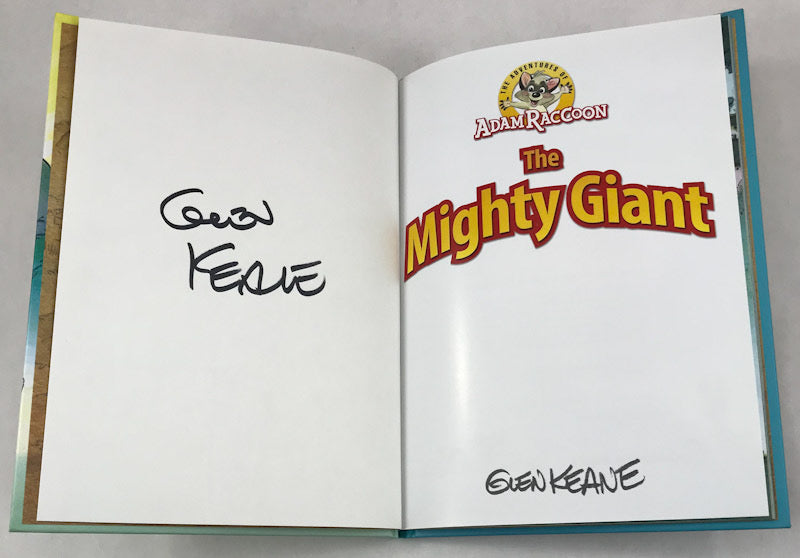 GLEN
KEANE
THE ADVENTURES OF
ADAM RACCOON
The
Mighty Giant
GLEN KEANE